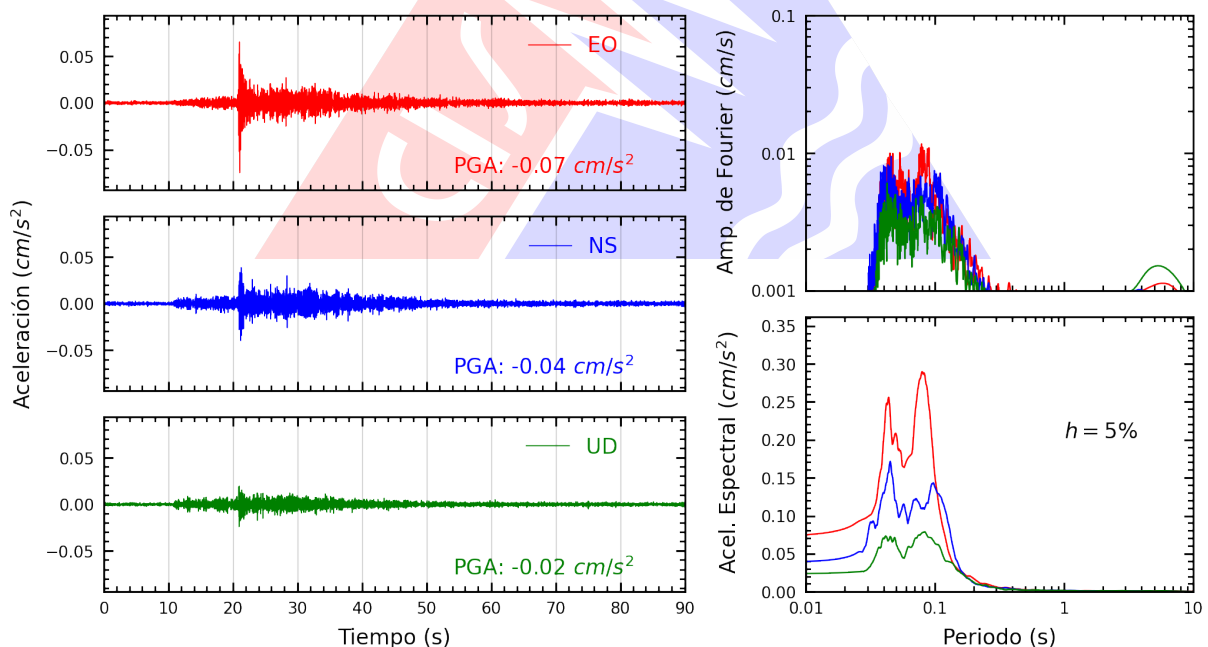 Aceleración (cm/s²)
0.05
0.00
−0.05
EO
PGA: -0.07 cm/s²
0.05
0.00
−0.05
NS
PGA: -0.04 cm/s²
0.05
0.00
−0.05
UD
PGA: -0.02 cm/s²
0 10 20 30 40 50 60 70 80 90
Tiempo (s)
Amp. de Fourier (cm/s)
0.1
0.01
0.001
Acel. Espectral (cm/s²)
0.35
0.30
0.25
0.20
0.15
0.10
0.05
0.00
h = 5%
0.01 0.1 1 10
Periodo (s)